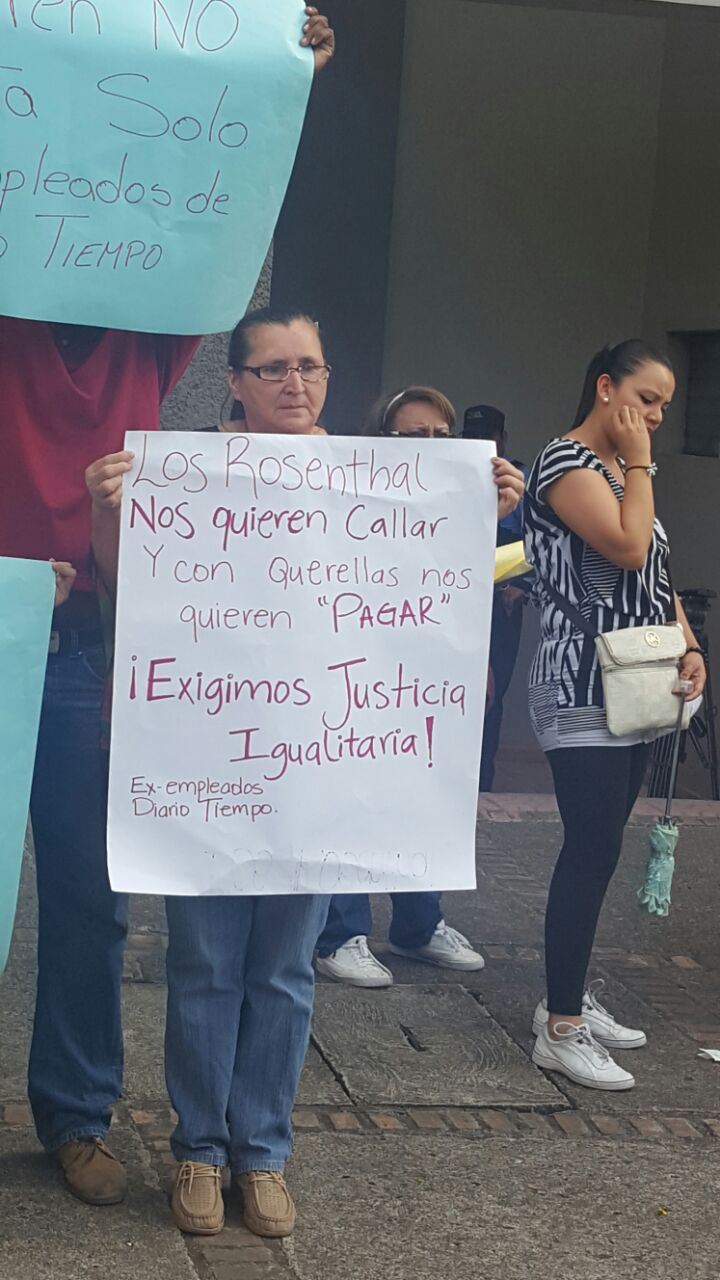 NO
Solo
pleados de
TIEMPO
Los Rosenthal
Nos quieren Callar
Y con Querellas nos
quieren "PAGAR"
¡Exigimos Justicia
Igualitaria!
Ex-empleados
Diario Tiempo.